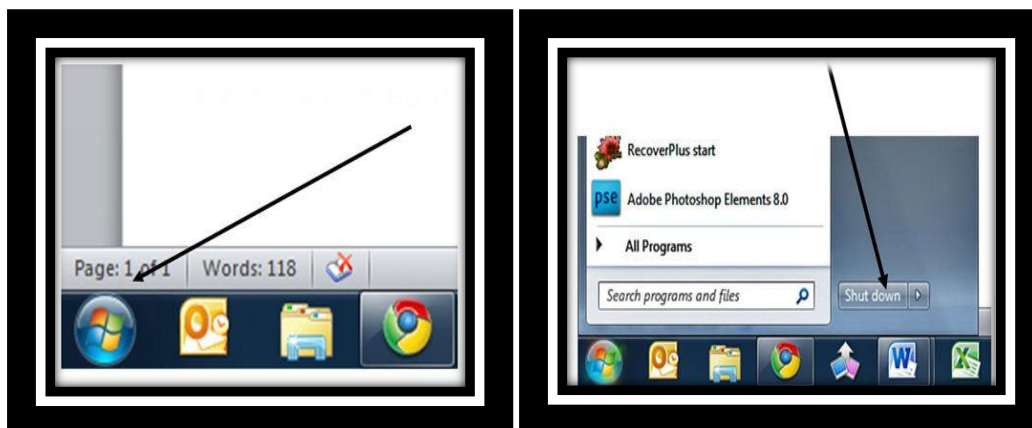 Page: 1 of 1 Words: 118
RecoverPlus start
pse Adobe Photoshop Elements 8.0
All Programs
Search programs and files
Shut down